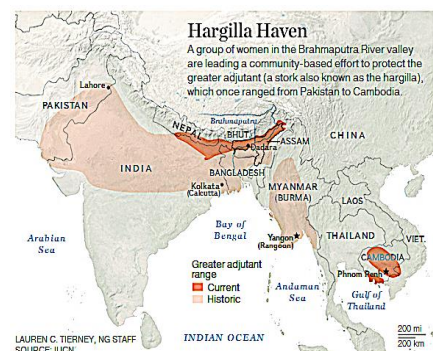 Hargilla Haven
A group of women in the Brahmaputra River valley
are leading a community-based effort to protect the
greater adjutant (a stork also known as the hargilla),
which once ranged from Pakistan to Cambodia.
Lahore
PAKISTAN
NEPAL
Brahmaputra
BHUT.
ASSAM
Dadara
CHINA
INDIA
BANGLADESH
Kolkata
(Calcutta)
MYANMAR
(BURMA)
LAOS
Arabian
Sea
Bay of
Bengal
Yangon
(Rangoon)
THAILAND
VIET.
CAMBODIA
Phnom Penh
Greater adjutant
range
Current
Historic
Andaman
Sea
Gulf of
Thailand
INDIAN OCEAN
200 mi
200 km
LAUREN C. TIERNEY, NG STAFF
SOURCE: IUCN